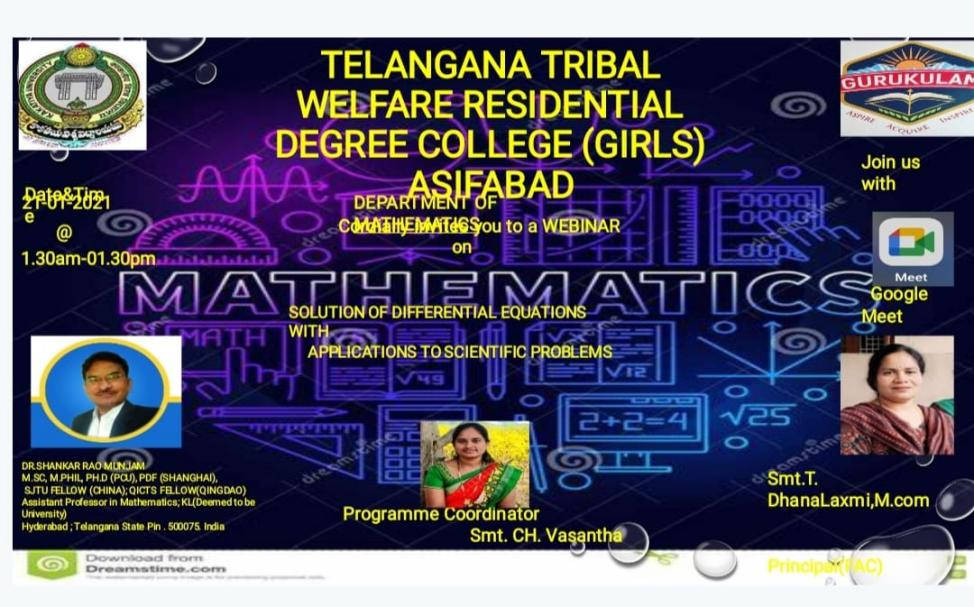 TELANGANA TRIBAL
WELFARE RESIDENTIAL
DEGREE COLLEGE (GIRLS)
ASIFABAD
GURUKULAM
ASPIRE ACQUIRE INSPIRE
Join us
with
Date&Tim
e
21-01-2021
@
1.30am-01.30pm
DEPARTMENT OF
MATHEMATICS
Cordially invites you to a WEBINAR
on
Meet
Google
Meet
MATHEMATICS
SOLUTION OF DIFFERENTIAL EQUATIONS
WITH
APPLICATIONS TO SCIENTIFIC PROBLEMS
MATH
√49
√12
2+2=4
√25
DR.SHANKAR RAO MUNJAM
M.SC, M.PHIL, PH.D (PCU), PDF (SHANGHAI),
SJTU FELLOW (CHINA); QICTS FELLOW(QINGDAO)
Assistant Professor in Mathematics; KL(Deemed to be
University)
Hyderabad ; Telangana State Pin . 500075. India
Programme Coordinator
Smt. CH. Vasantha
Smt.T.
DhanaLaxmi,M.com
Principal(FAC)
Download from
Dreamstime.com